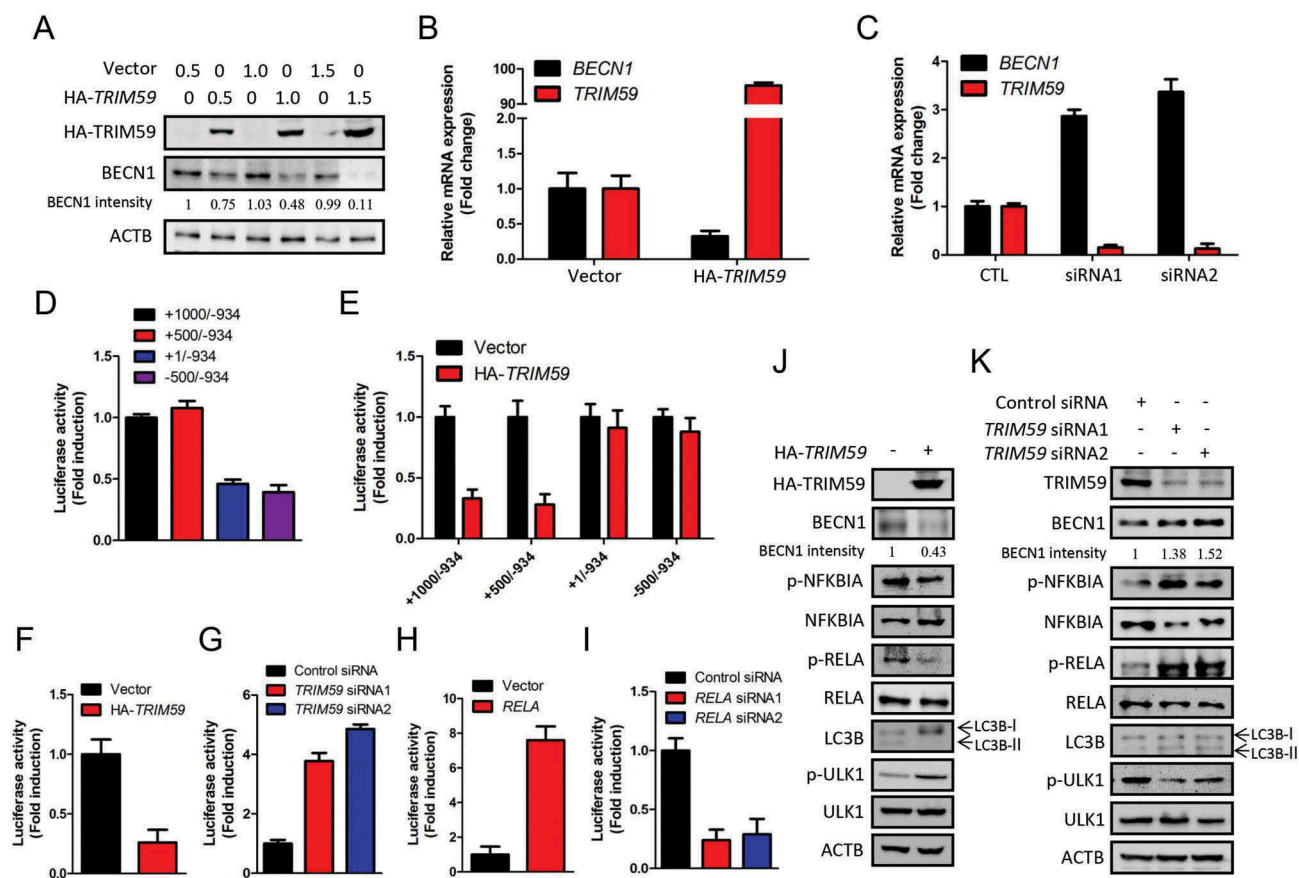 A
Vector 0.5 0 1.0 0 1.5 0
HA-TRIM59 0 0.5 0 1.0 0 1.5
HA-TRIM59
BECN1
BECN1 intensity 1 0.75 1.03 0.48 0.99 0.11
ACTB
B
Relative mRNA expression
(Fold change)
100
95
90
1.5
1.0
0.5
0.0
BECN1
TRIM59
Vector HA-TRIM59
C
Relative mRNA expression
(Fold change)
6
4
2
0
BECN1
TRIM59
CTL siRNA1 siRNA2
D
+1000/-934
+500/-934
+1/-934
-500/-934
Luciferase activity
(Fold induction)
1.5
1.0
0.5
0.0
E
Vector
HA-TRIM59
Luciferase activity
(Fold induction)
1.5
1.0
0.5
0.0
+1000/-934
+500/-934
+1/-934
-500/-934
F
Vector
HA-TRIM59
Luciferase activity
(Fold induction)
1.5
1.0
0.5
0.0
G
Control siRNA
TRIM59 siRNA1
TRIM59 siRNA2
Luciferase activity
(Fold induction)
6
4
2
0
H
Vector
RELA
Luciferase activity
(Fold induction)
10
8
6
4
2
0
I
Control siRNA
RELA siRNA1
RELA siRNA2
Luciferase activity
(Fold induction)
1.5
1.0
0.5
0.0
J
HA-TRIM59 - +
HA-TRIM59
BECN1
BECN1 intensity 1 0.43
p-NFKBIA
NFKBIA
p-RELA
RELA
LC3B
LC3B-I
LC3B-II
p-ULK1
ULK1
ACTB
K
Control siRNA + - -
TRIM59 siRNA1 - + -
TRIM59 siRNA2 - - +
TRIM59
BECN1
BECN1 intensity 1 1.38 1.52
p-NFKBIA
NFKBIA
p-RELA
RELA
LC3B
LC3B-I
LC3B-II
p-ULK1
ULK1
ACTB